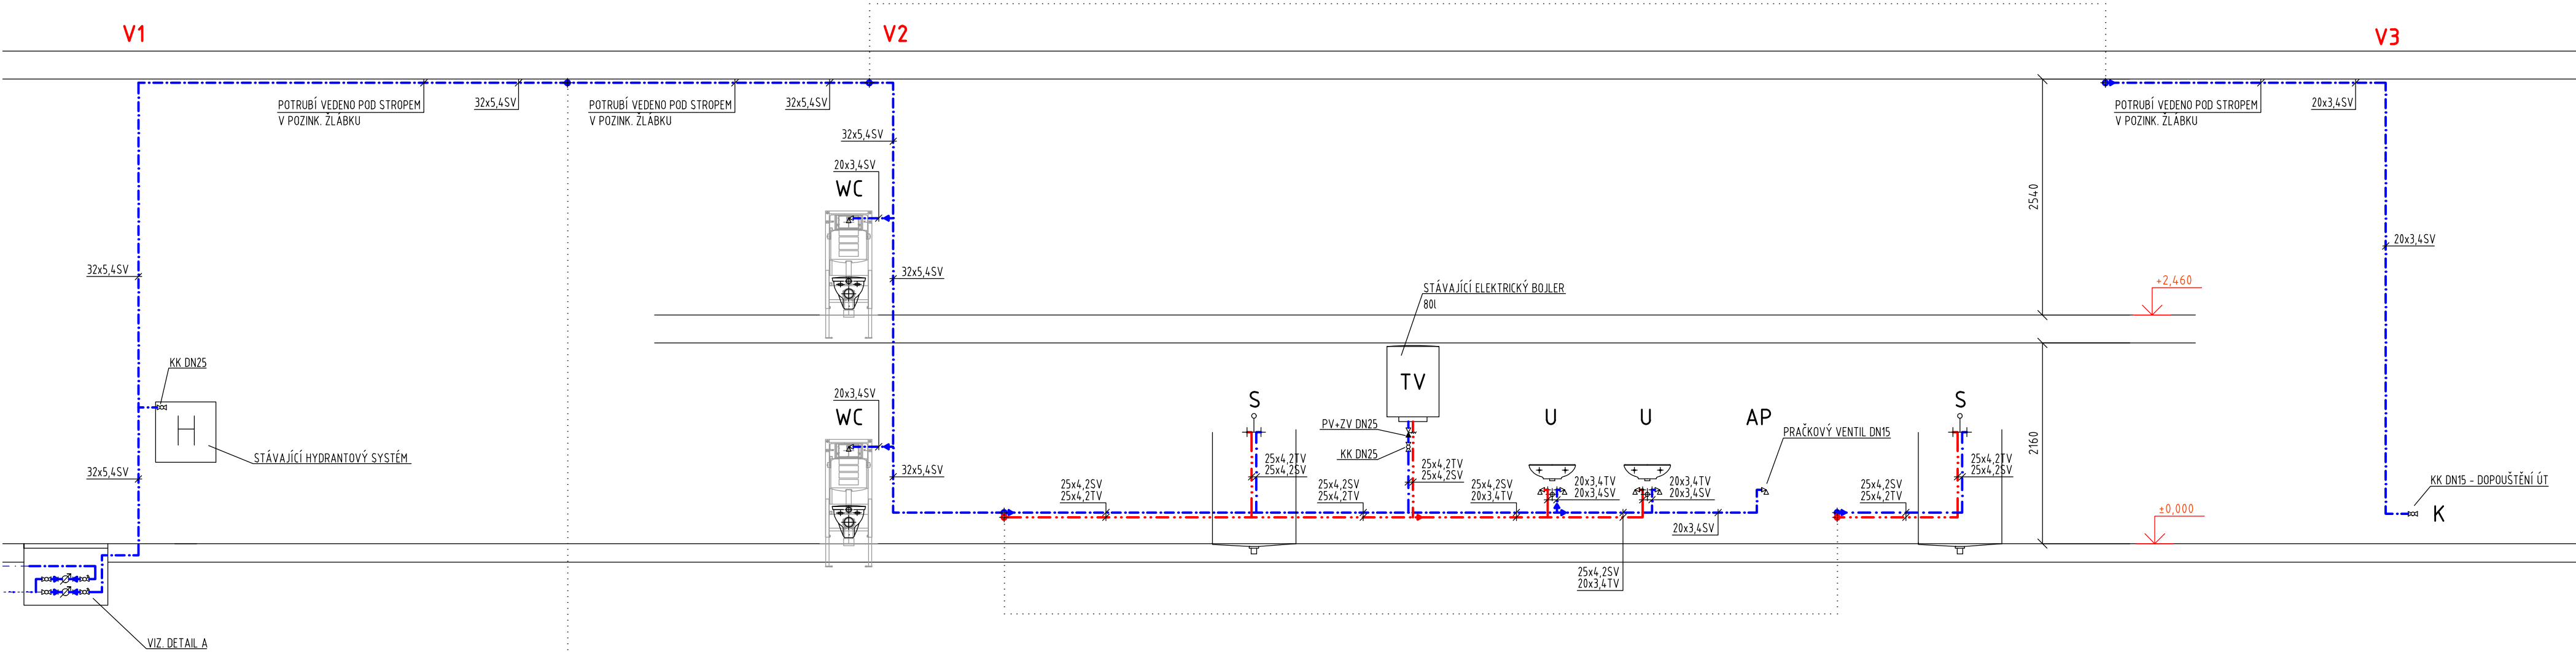 V1
V2
V3
POTRUBÍ VEDENO POD STROPEM
V POZINK. ŽLÁBKU
32x5,4SV
POTRUBÍ VEDENO POD STROPEM
V POZINK. ŽLÁBKU
32x5,4SV
POTRUBÍ VEDENO POD STROPEM
V POZINK. ŽLÁBKU
20x3,4SV
32x5,4SV
20x3,4SV
WC
2540
20x3,4SV
32x5,4SV
32x5,4SV
+2,460
STÁVAJÍCÍ ELEKTRICKÝ BOJLER
80l
KK DN25
H
STÁVAJÍCÍ HYDRANTOVÝ SYSTÉM
32x5,4SV
20x3,4SV
WC
32x5,4SV
S
TV
PV+ZV DN25
KK DN25
U
U
AP
PRAČKOVÝ VENTIL DN15
S
2160
25x4,2SV
25x4,2TV
25x4,2TV
25x4,2SV
25x4,2SV
25x4,2TV
25x4,2TV
25x4,2SV
25x4,2SV
20x3,4TV
20x3,4TV
20x3,4SV
20x3,4TV
20x3,4SV
20x3,4SV
25x4,2SV
20x3,4TV
25x4,2SV
25x4,2TV
25x4,2TV
25x4,2SV
±0,000
KK DN15 - DOPOUŠTĚNÍ ÚT
K
VIZ. DETAIL A